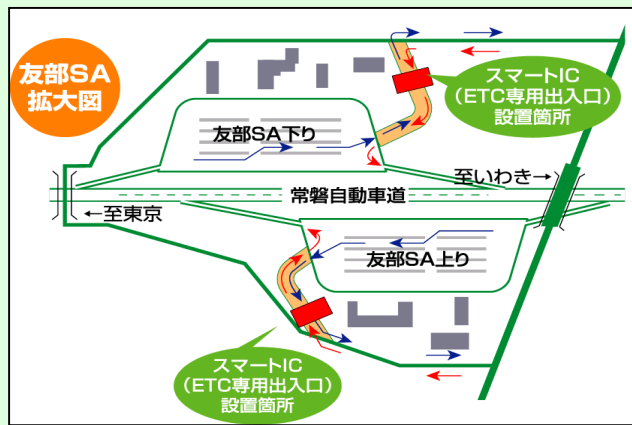 友部SA
拡大図
スマートIC
(ETC専用出入口)
設置箇所
友部SA下り
至いわき→
常磐自動車道
←至東京
友部SA上り
スマートIC
(ETC専用出入口)
設置箇所